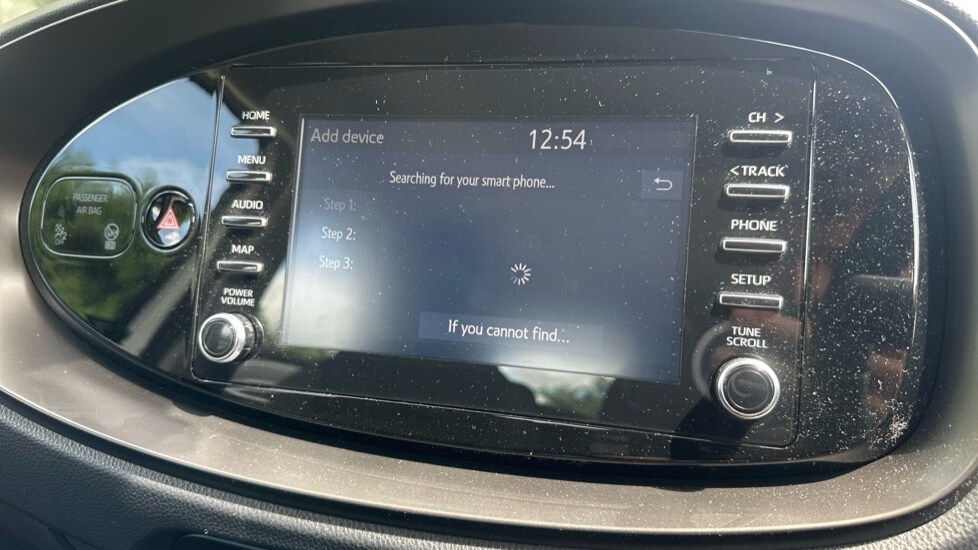 HOME
MENU
AUDIO
MAP
POWER
VOLUME
PASSENGER
AIR BAG
Add device
12:54
Searching for your smart phone...
Step 1:
Step 2:
Step 3:
If you cannot find...
CH >
< TRACK
PHONE
SETUP
TUNE
SCROLL